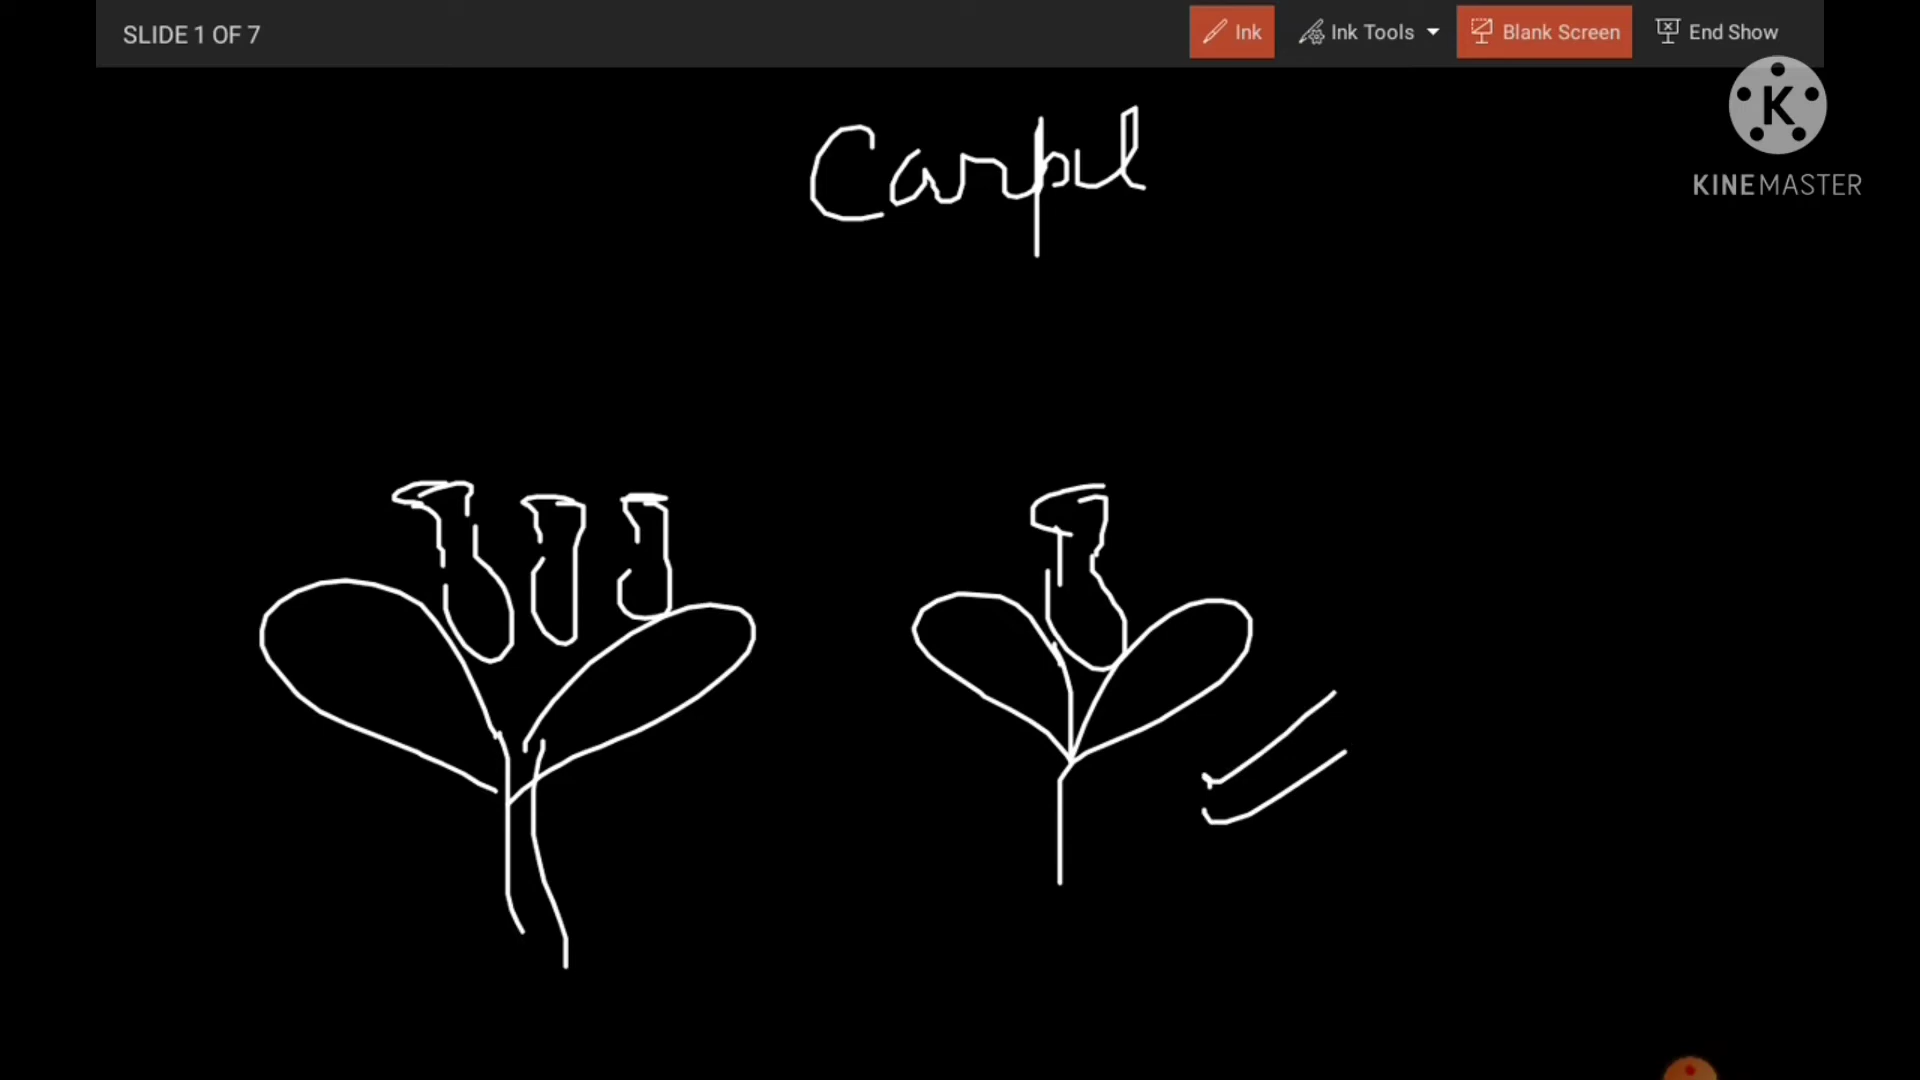 SLIDE 1 OF 7
Ink
Ink Tools
Blank Screen
End Show
K
KINEMASTER
Carpel